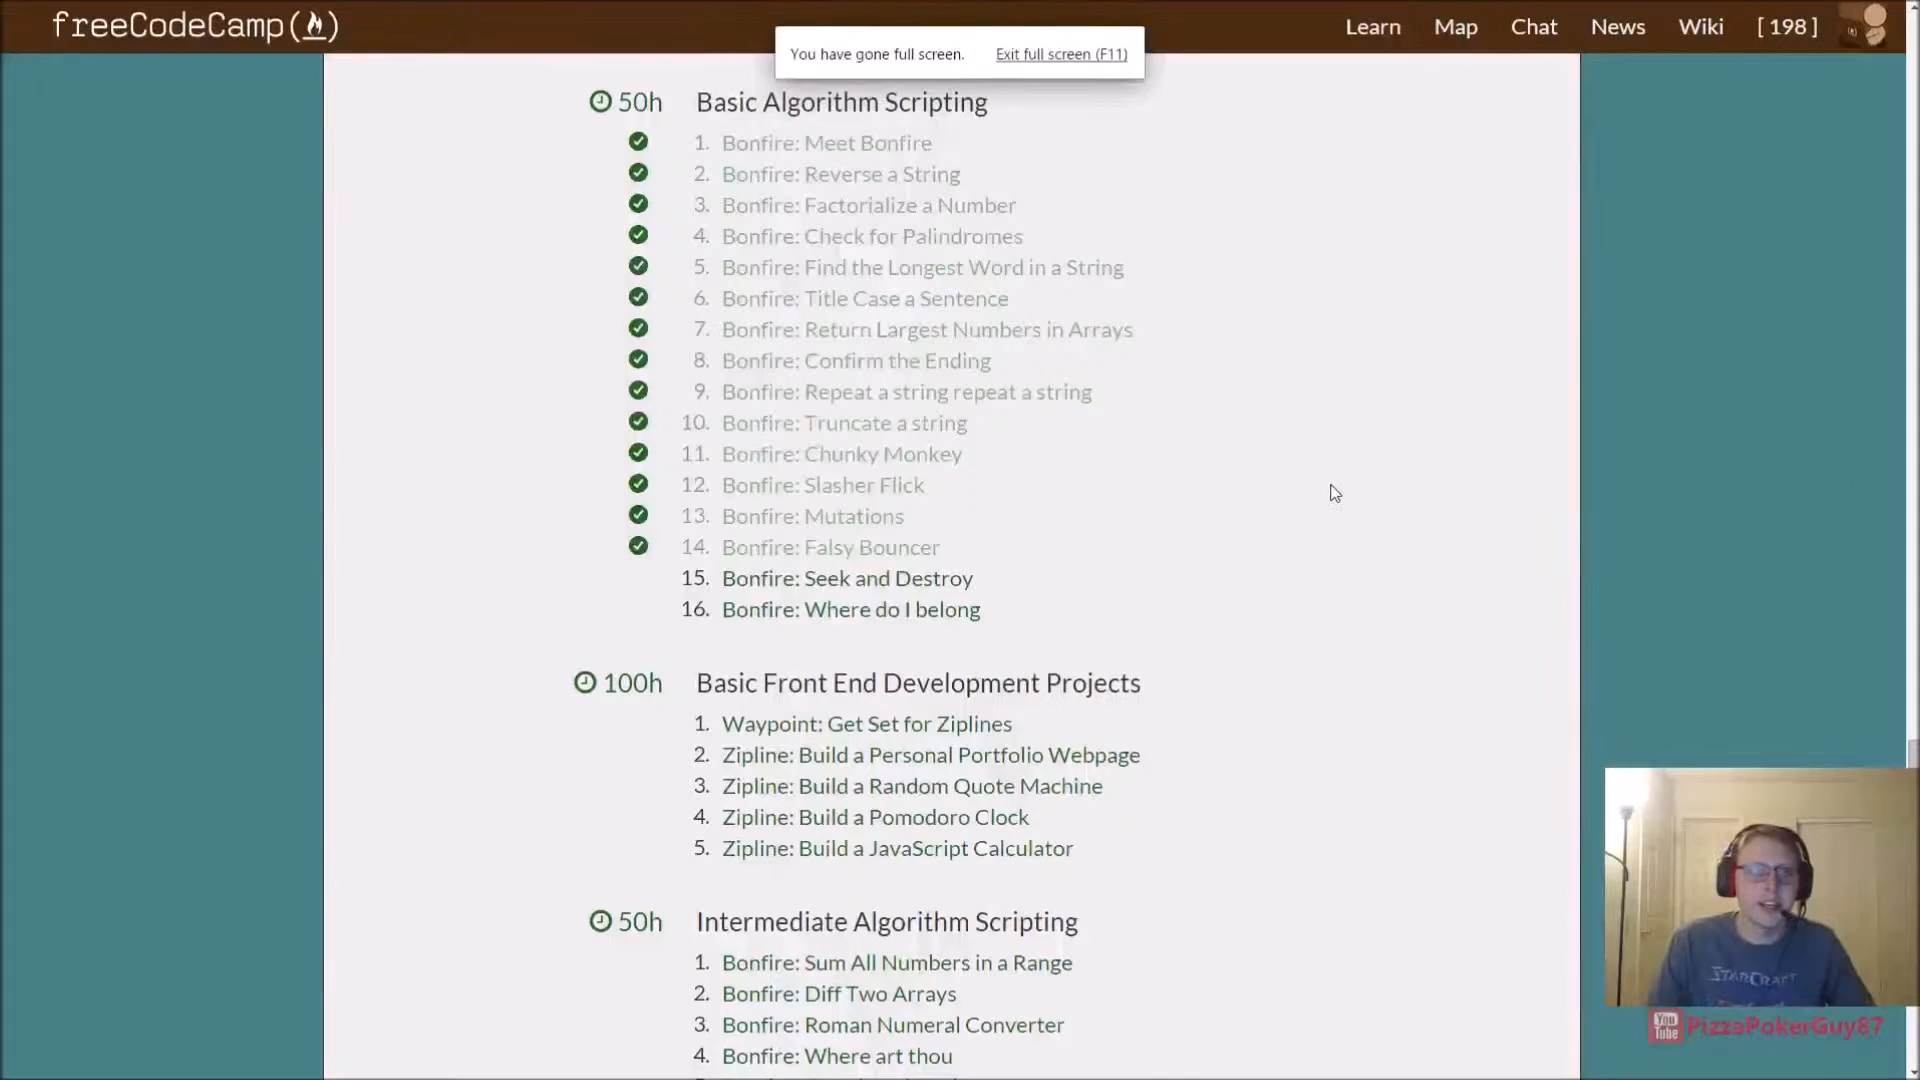 freeCodeCamp(🔥)
Learn
Map
Chat
News
Wiki
[ 198 ]
You have gone full screen.
Exit full screen (F11)
50h
Basic Algorithm Scripting
1. Bonfire: Meet Bonfire
2. Bonfire: Reverse a String
3. Bonfire: Factorialize a Number
4. Bonfire: Check for Palindromes
5. Bonfire: Find the Longest Word in a String
6. Bonfire: Title Case a Sentence
7. Bonfire: Return Largest Numbers in Arrays
8. Bonfire: Confirm the Ending
9. Bonfire: Repeat a string repeat a string
10. Bonfire: Truncate a string
11. Bonfire: Chunky Monkey
12. Bonfire: Slasher Flick
13. Bonfire: Mutations
14. Bonfire: Falsy Bouncer
15. Bonfire: Seek and Destroy
16. Bonfire: Where do I belong
100h
Basic Front End Development Projects
1. Waypoint: Get Set for Ziplines
2. Zipline: Build a Personal Portfolio Webpage
3. Zipline: Build a Random Quote Machine
4. Zipline: Build a Pomodoro Clock
5. Zipline: Build a JavaScript Calculator
50h
Intermediate Algorithm Scripting
1. Bonfire: Sum All Numbers in a Range
2. Bonfire: Diff Two Arrays
3. Bonfire: Roman Numeral Converter
4. Bonfire: Where art thou
STARCRAFT
You Tube
PizzaPokerGuy87